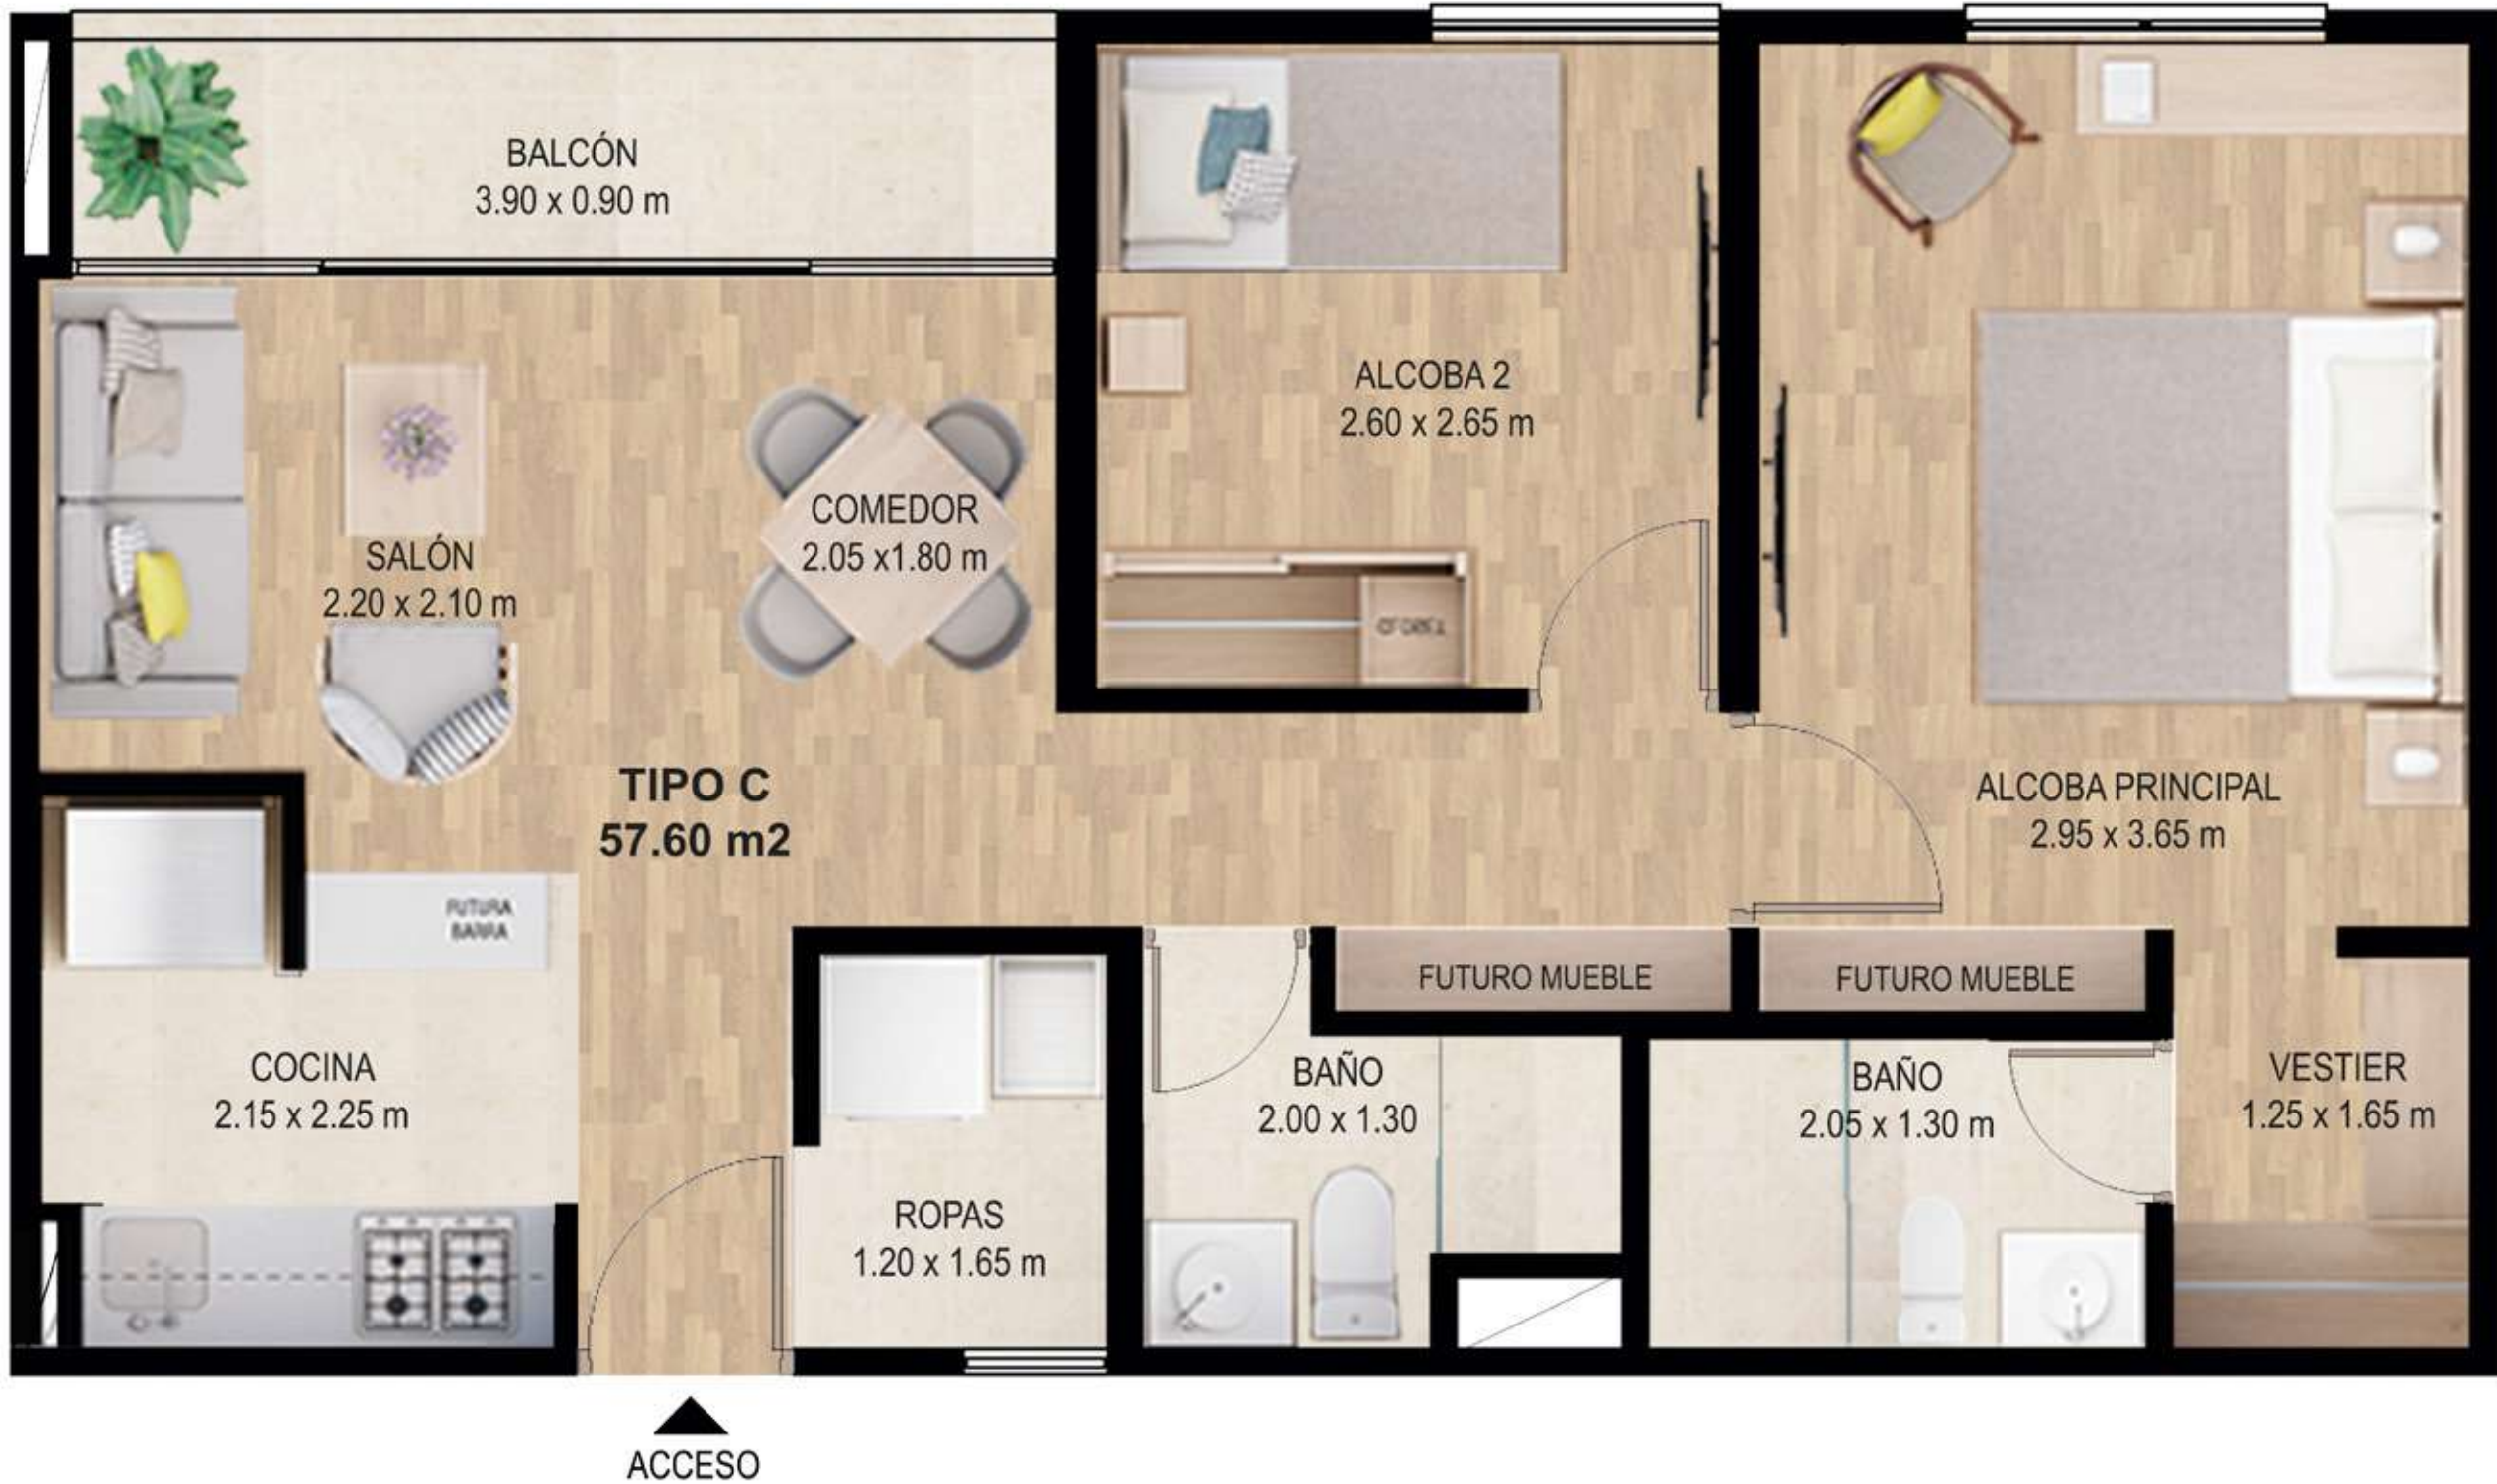 BALCÓN
3.90 x 0.90 m
ALCOBA 2
2.60 x 2.65 m
COMEDOR
2.05 x1.80 m
SALÓN
2.20 x 2.10 m
TIPO C
57.60 m2
ALCOBA PRINCIPAL
2.95 x 3.65 m
FUTURA
BARRA
FUTURO MUEBLE
FUTURO MUEBLE
COCINA
2.15 x 2.25 m
BAÑO
2.00 x 1.30
BAÑO
2.05 x 1.30 m
VESTIER
1.25 x 1.65 m
ROPAS
1.20 x 1.65 m
ACCESO